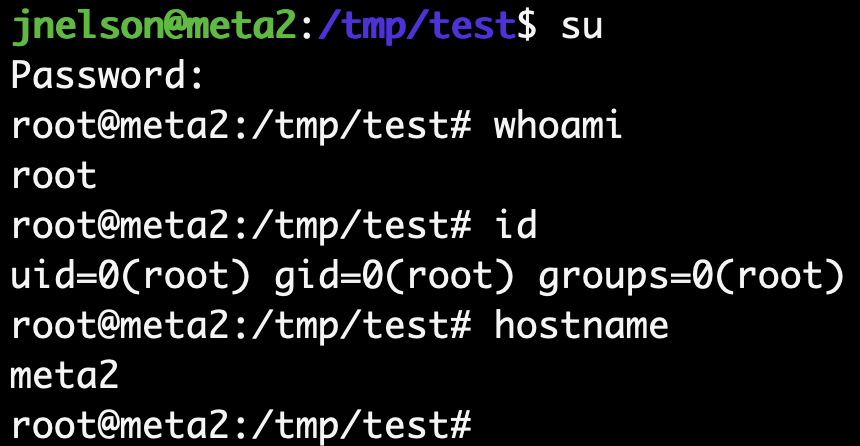 jnelson@meta2:/tmp/test$ su
Password:
root@meta2:/tmp/test# whoami
root
root@meta2:/tmp/test# id
uid=0(root) gid=0(root) groups=0(root)
root@meta2:/tmp/test# hostname
meta2
root@meta2:/tmp/test#